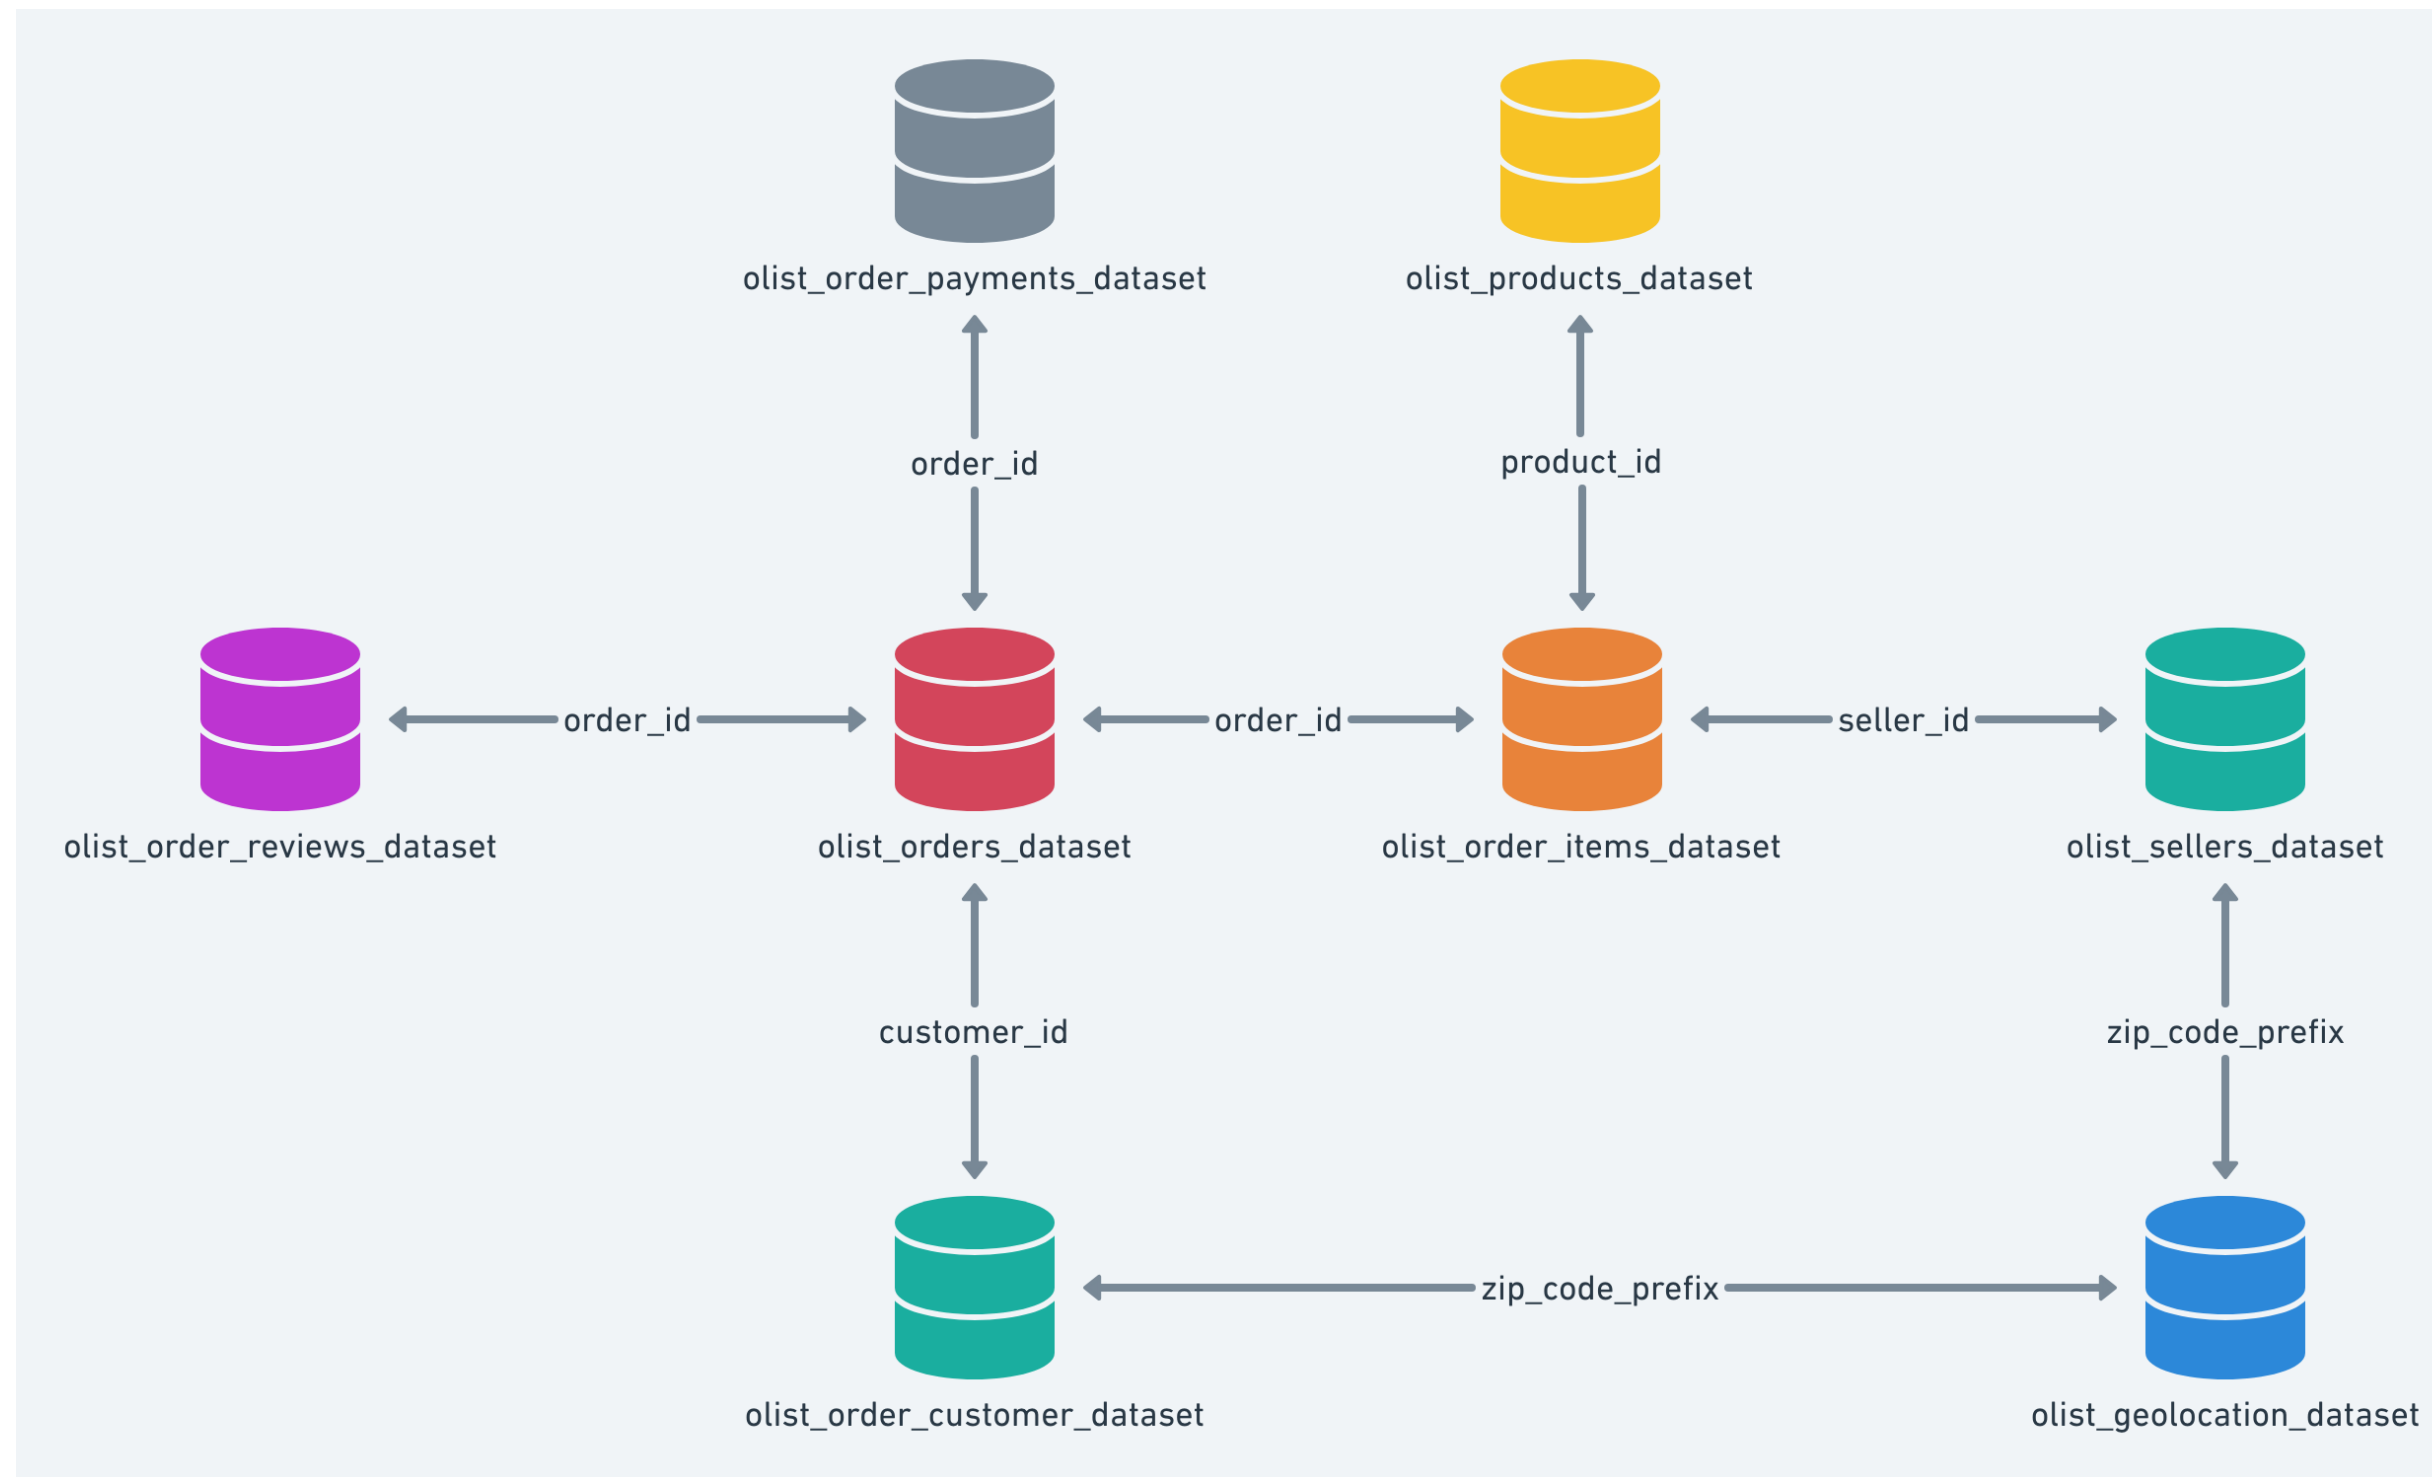 olist_order_payments_dataset
olist_products_dataset
order_id
product_id
order_id
order_id
seller_id
olist_order_reviews_dataset
olist_orders_dataset
olist_order_items_dataset
olist_sellers_dataset
customer_id
zip_code_prefix
zip_code_prefix
olist_order_customer_dataset
olist_geolocation_dataset